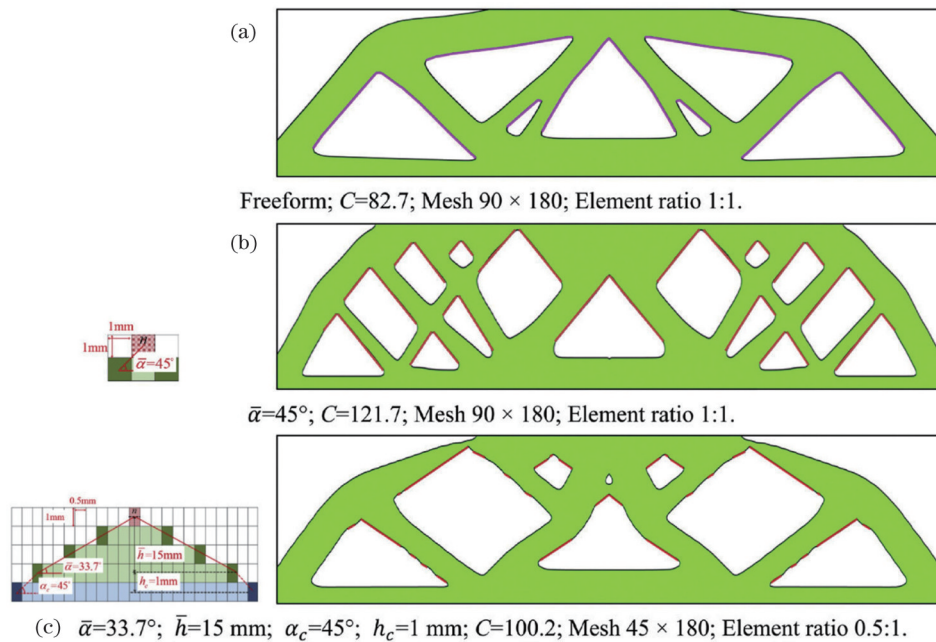 (a)
Freeform; C=82.7; Mesh 90 × 180; Element ratio 1:1.
(b)
1mm
1mm
ᾱ=45°
ᾱ=45°; C=121.7; Mesh 90 × 180; Element ratio 1:1.
0.5mm
1mm
h̄=15mm
ᾱ=33.7°
h_c=1mm
α_c=45°
(c) ᾱ=33.7°; h̄=15 mm; α_c=45°; h_c=1 mm; C=100.2; Mesh 45 × 180; Element ratio 0.5:1.